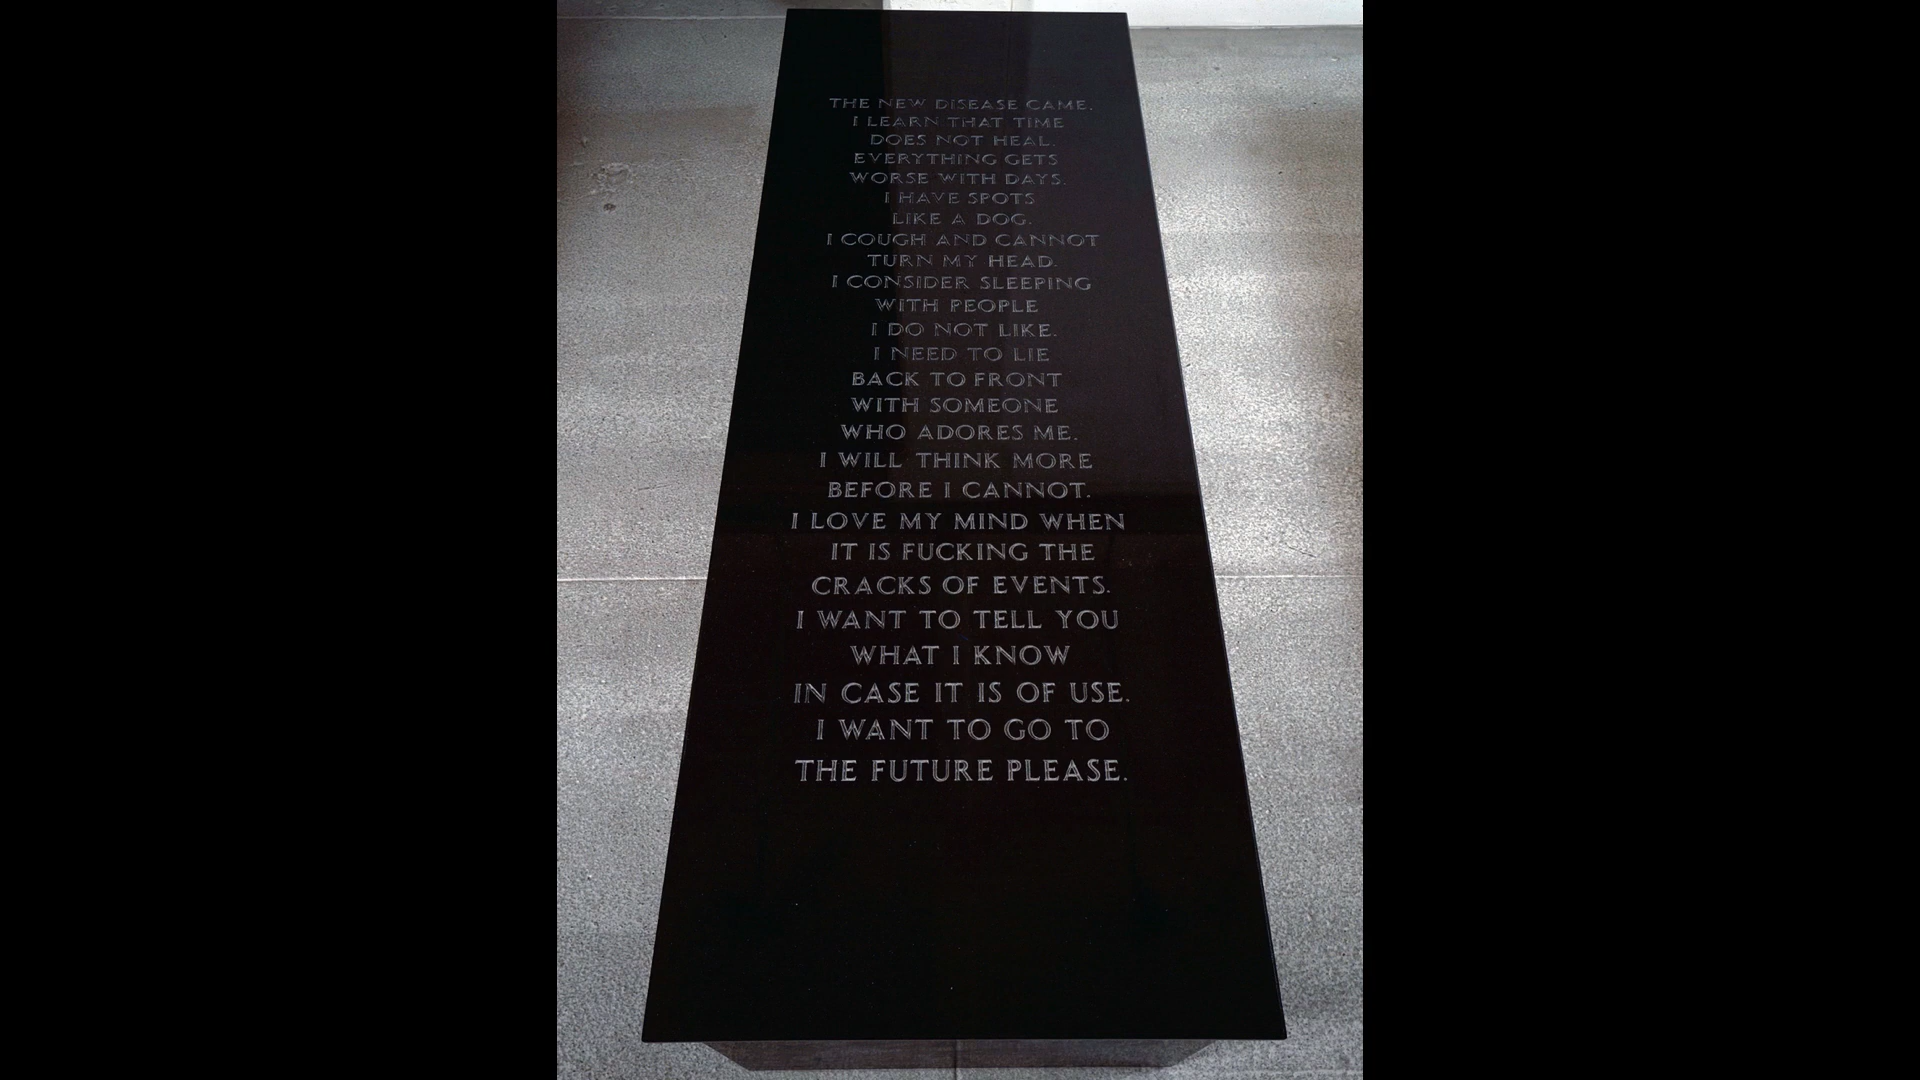 THE NEW DISEASE CAME.
I LEARN THAT TIME
DOES NOT HEAL.
EVERYTHING GETS
WORSE WITH DAYS.
I HAVE SPOTS
LIKE A DOG.
I COUGH AND CANNOT
TURN MY HEAD.
I CONSIDER SLEEPING
WITH PEOPLE
I DO NOT LIKE.
I NEED TO LIE
BACK TO FRONT
WITH SOMEONE
WHO ADORES ME.
I WILL THINK MORE
BEFORE I CANNOT.
I LOVE MY MIND WHEN
IT IS FUCKING THE
CRACKS OF EVENTS.
I WANT TO TELL YOU
WHAT I KNOW
IN CASE IT IS OF USE.
I WANT TO GO TO
THE FUTURE PLEASE.